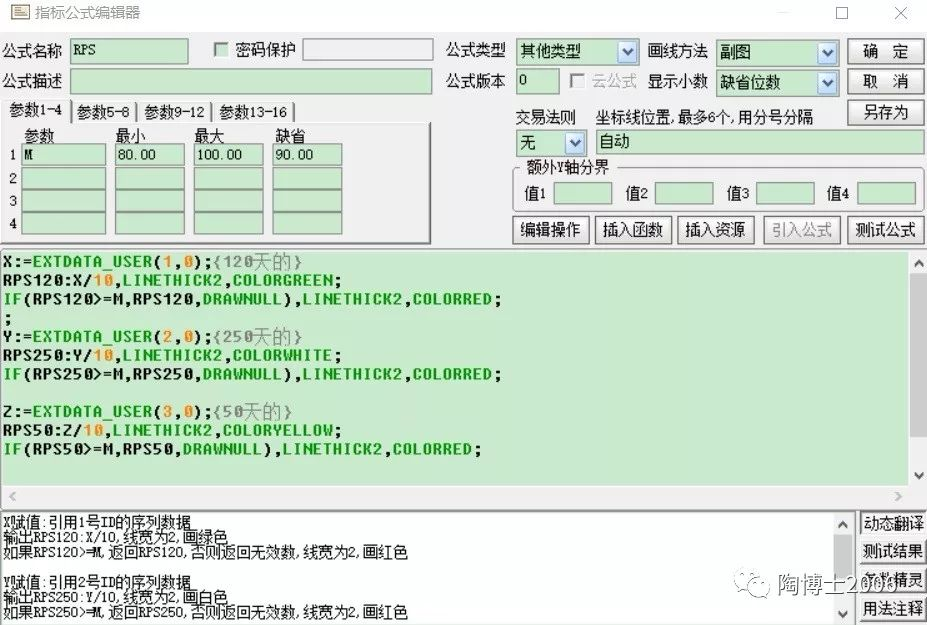 指标公式编辑器
公式名称 RPS 密码保护 公式类型 其他类型 画线方法 副图 确 定
公式描述 公式版本 0 云公式 显示小数 缺省位数 取 消
参数1-4 参数5-8 参数9-12 参数13-16 交易法则 坐标线位置,最多6个,用分号分隔 另存为
参数 最小 最大 缺省 无 自动
1 M 80.00 100.00 90.00 额外Y轴分界
2 值1 值2 值3 值4
3
4 编辑操作 插入函数 插入资源 引入公式 测试公式
X:=EXTDATA_USER(1,0);{120天的}
RPS120:X/10,LINETHICK2,COLORGREEN;
IF(RPS120>=M,RPS120,DRAWNULL),LINETHICK2,COLORRED;
;
Y:=EXTDATA_USER(2,0);{250天的}
RPS250:Y/10,LINETHICK2,COLORWHITE;
IF(RPS250>=M,RPS250,DRAWNULL),LINETHICK2,COLORRED;
Z:=EXTDATA_USER(3,0);{50天的}
RPS50:Z/10,LINETHICK2,COLORYELLOW;
IF(RPS50>=M,RPS50,DRAWNULL),LINETHICK2,COLORRED;
X赋值:引用1号ID的序列数据 动态翻译
输出RPS120:X/10,线宽为2,画绿色
如果RPS120>=M,返回RPS120,否则返回无效数,线宽为2,画红色 测试结果
Y赋值:引用2号ID的序列数据 参数精灵
输出RPS250:Y/10,线宽为2,画白色 陶博士2006
如果RPS250>=M,返回RPS250,否则返回无效数,线宽为2,画红色 用法注释